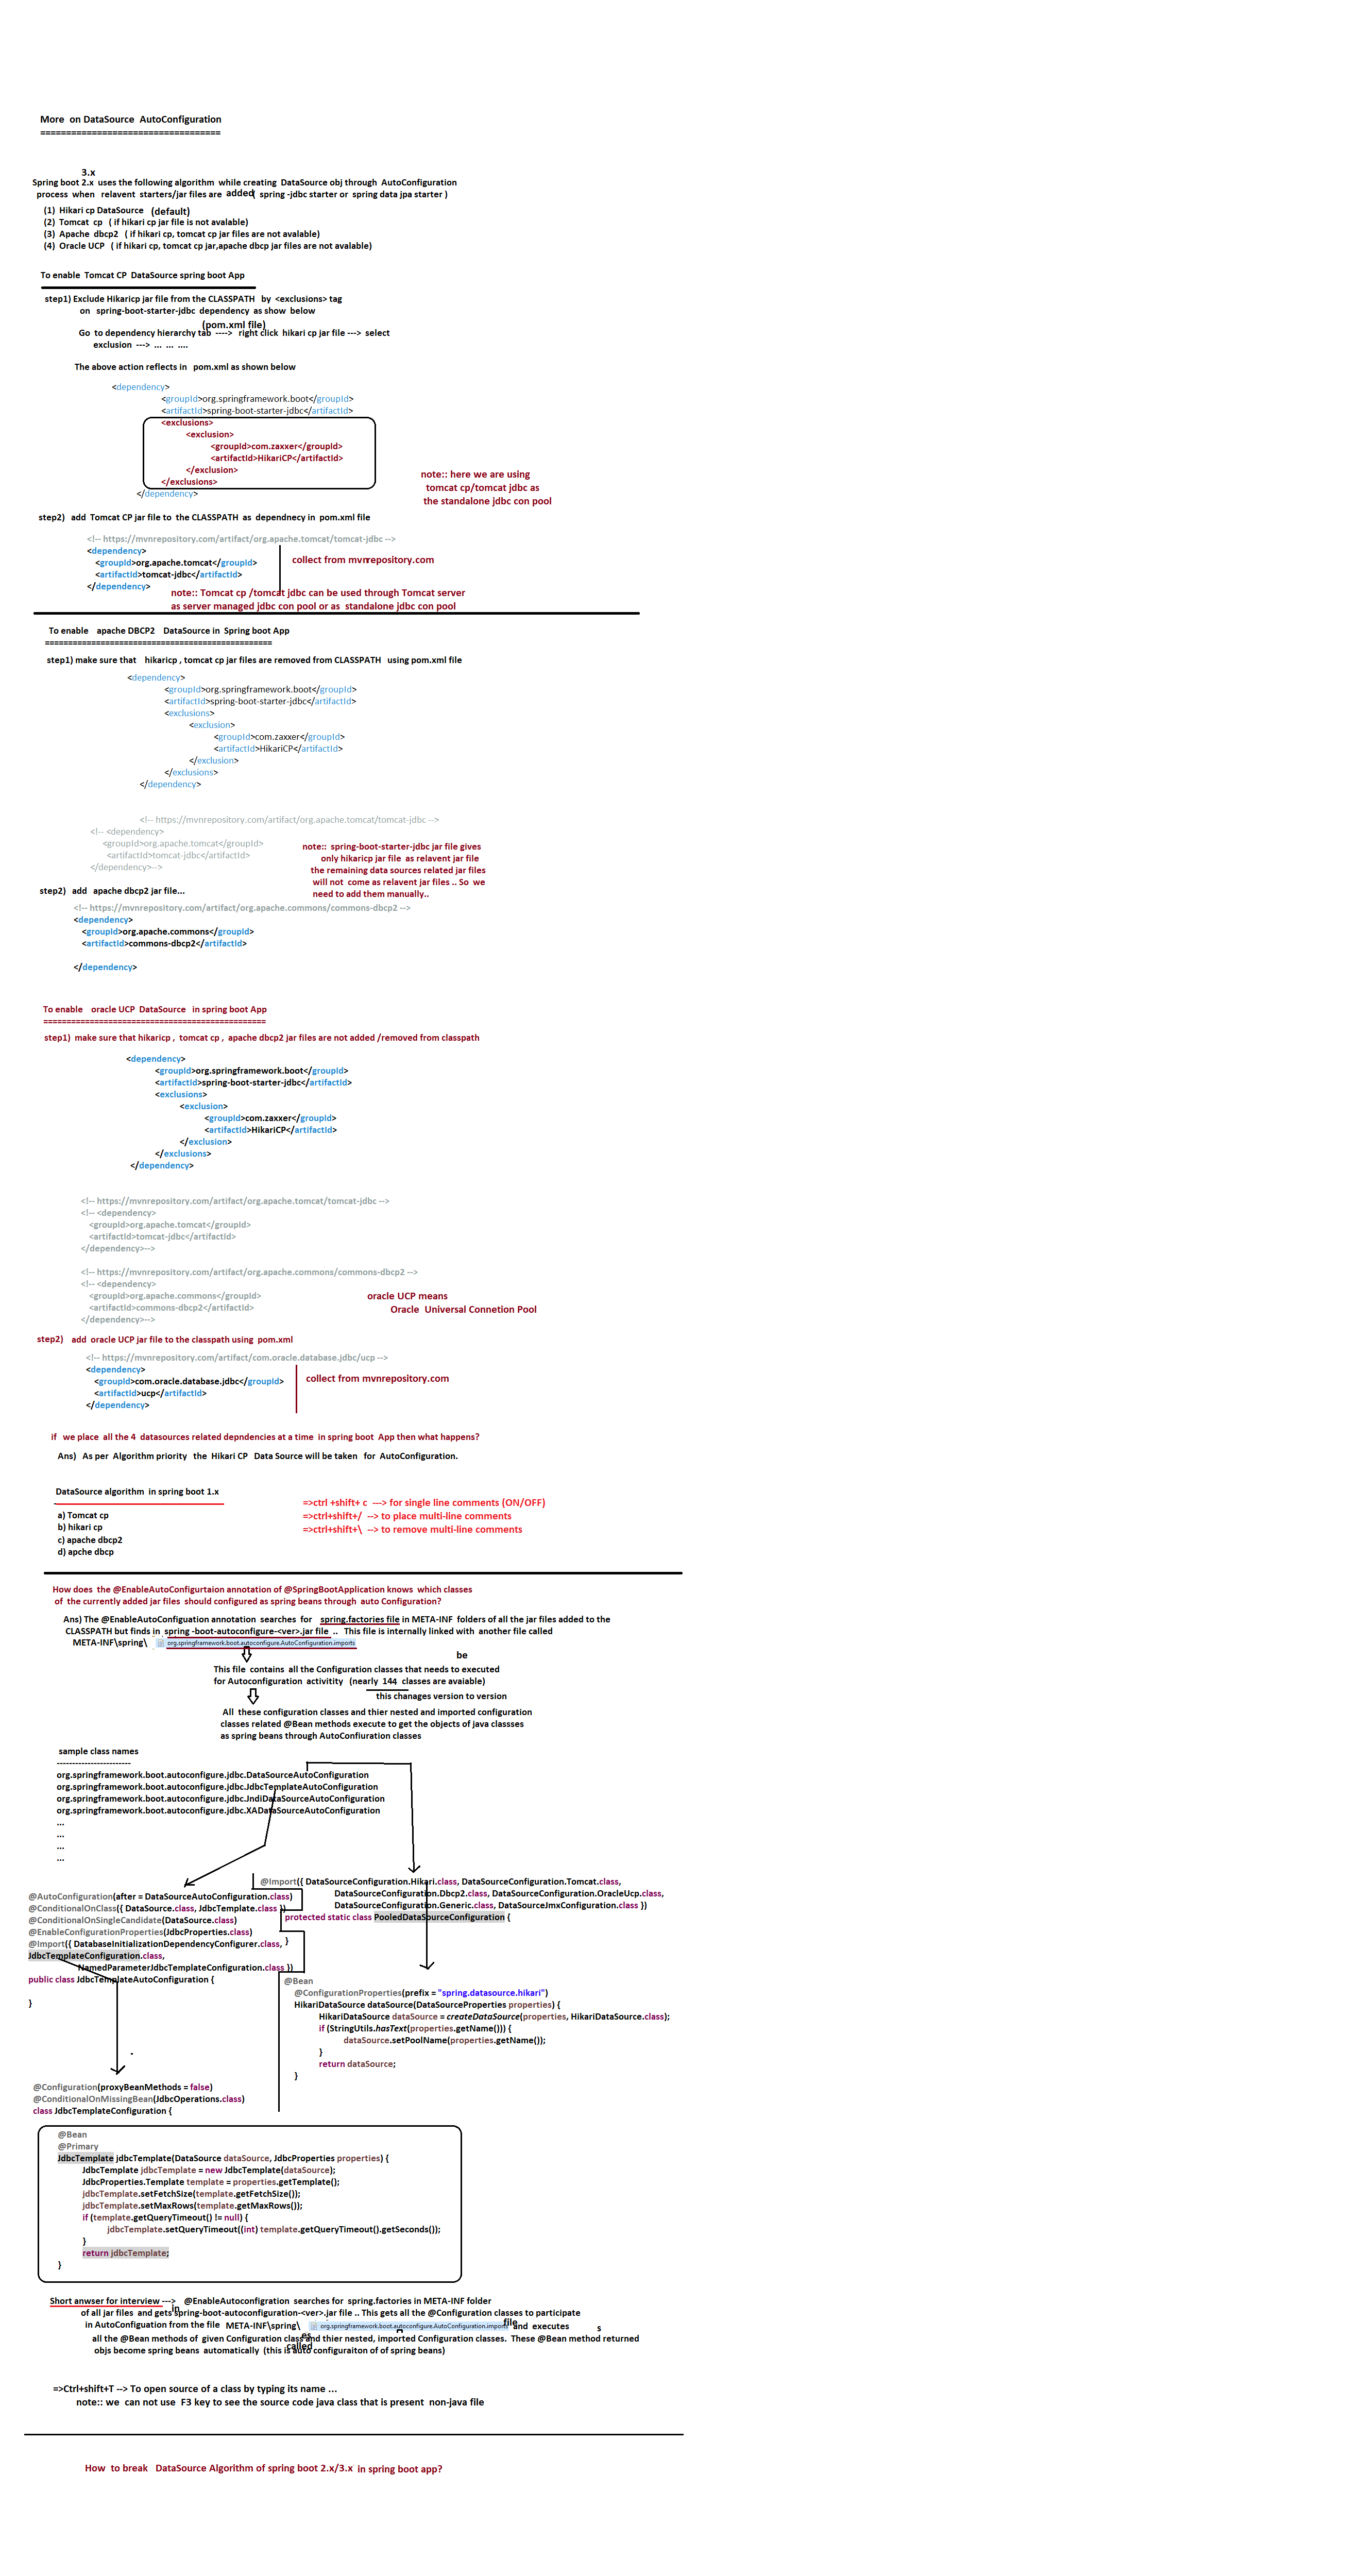 More on DataSource AutoConfiguration
===================================
3.x
Spring boot 2.x uses the following algorithm while creating DataSource obj through AutoConfiguration
process when relavent starters/jar files are added( spring -jdbc starter or spring data jpa starter )
(1) Hikari cp DataSource (default)
(2) Tomcat cp ( if hikari cp jar file is not avalable)
(3) Apache dbcp2 ( if hikari cp, tomcat cp jar files are not avalable)
(4) Oracle UCP ( if hikari cp, tomcat cp jar,apache dbcp jar files are not avalable)
To enable Tomcat CP DataSource spring boot App
step1) Exclude Hikaricp jar file from the CLASSPATH by <exclusions> tag
on spring-boot-starter-jdbc dependency as show below
(pom.xml file)
Go to dependency hierarchy tab ----> right click hikari cp jar file ---> select
exclusion ---> ... ... ....
The above action reflects in pom.xml as shown below
<dependency>
<groupId>org.springframework.boot</groupId>
<artifactId>spring-boot-starter-jdbc</artifactId>
<exclusions>
<exclusion>
<groupId>com.zaxxer</groupId>
<artifactId>HikariCP</artifactId>
</exclusion>
</exclusions>
</dependency>
note:: here we are using
tomcat cp/tomcat jdbc as
the standalone jdbc con pool
step2) add Tomcat CP jar file to the CLASSPATH as dependnecy in pom.xml file
<!-- https://mvnrepository.com/artifact/org.apache.tomcat/tomcat-jdbc -->
<dependency>
<groupId>org.apache.tomcat</groupId>
<artifactId>tomcat-jdbc</artifactId>
</dependency>
collect from mvnrepository.com
note:: Tomcat cp /tomcat jdbc can be used through Tomcat server
as server managed jdbc con pool or as standalone jdbc con pool
To enable apache DBCP2 DataSource in Spring boot App
================================================
step1) make sure that hikaricp , tomcat cp jar files are removed from CLASSPATH using pom.xml file
<dependency>
<groupId>org.springframework.boot</groupId>
<artifactId>spring-boot-starter-jdbc</artifactId>
<exclusions>
<exclusion>
<groupId>com.zaxxer</groupId>
<artifactId>HikariCP</artifactId>
</exclusion>
</exclusions>
</dependency>
<!-- https://mvnrepository.com/artifact/org.apache.tomcat/tomcat-jdbc -->
<!-- <dependency>
<groupId>org.apache.tomcat</groupId>
<artifactId>tomcat-jdbc</artifactId>
</dependency>-->
note:: spring-boot-starter-jdbc jar file gives
only hikaricp jar file as relavent jar file
the remaining data sources related jar files
will not come as relavent jar files .. So we
need to add them manually..
step2) add apache dbcp2 jar file...
<!-- https://mvnrepository.com/artifact/org.apache.commons/commons-dbcp2 -->
<dependency>
<groupId>org.apache.commons</groupId>
<artifactId>commons-dbcp2</artifactId>
</dependency>
To enable oracle UCP DataSource in spring boot App
================================================
step1) make sure that hikaricp , tomcat cp , apache dbcp2 jar files are not added /removed from classpath
<dependency>
<groupId>org.springframework.boot</groupId>
<artifactId>spring-boot-starter-jdbc</artifactId>
<exclusions>
<exclusion>
<groupId>com.zaxxer</groupId>
<artifactId>HikariCP</artifactId>
</exclusion>
</exclusions>
</dependency>
<!-- https://mvnrepository.com/artifact/org.apache.tomcat/tomcat-jdbc -->
<!-- <dependency>
<groupId>org.apache.tomcat</groupId>
<artifactId>tomcat-jdbc</artifactId>
</dependency>-->
<!-- https://mvnrepository.com/artifact/org.apache.commons/commons-dbcp2 -->
<!-- <dependency>
<groupId>org.apache.commons</groupId>
<artifactId>commons-dbcp2</artifactId>
</dependency>-->
oracle UCP means
Oracle Universal Connetion Pool
step2) add oracle UCP jar file to the classpath using pom.xml
<!-- https://mvnrepository.com/artifact/com.oracle.database.jdbc/ucp -->
<dependency>
<groupId>com.oracle.database.jdbc</groupId>
<artifactId>ucp</artifactId>
</dependency>
collect from mvnrepository.com
if we place all the 4 datasources related depndencies at a time in spring boot App then what happens?
Ans) As per Algorithm priority the Hikari CP Data Source will be taken for AutoConfiguration.
DataSource algorithm in spring boot 1.x
a) Tomcat cp
b) hikari cp
c) apache dbcp2
d) apche dbcp
=>ctrl +shift+ c ---> for single line comments (ON/OFF)
=>ctrl+shift+/ --> to place multi-line comments
=>ctrl+shift+\ --> to remove multi-line comments
How does the @EnableAutoConfigurtaion annotation of @SpringBootApplication knows which classes
of the currently added jar files should configured as spring beans through auto Configuration?
Ans) The @EnableAutoConfiguation annotation searches for spring.factories file in META-INF folders of all the jar files added to the
CLASSPATH but finds in spring -boot-autoconfigure-<ver>.jar file .. This file is internally linked with another file called
META-INF\spring\ org.springframework.boot.autoconfigure.AutoConfiguration.imports
be
This file contains all the Configuration classes that needs to executed
for Autoconfiguration activitity (nearly 144 classes are avaiable)
this chanages version to version
All these configuration classes and thier nested and imported configuration
classes related @Bean methods execute to get the objects of java classses
as spring beans through AutoConfiuration classes
sample class names
------------------------
org.springframework.boot.autoconfigure.jdbc.DataSourceAutoConfiguration
org.springframework.boot.autoconfigure.jdbc.JdbcTemplateAutoConfiguration
org.springframework.boot.autoconfigure.jdbc.JndiDataSourceAutoConfiguration
org.springframework.boot.autoconfigure.jdbc.XADataSourceAutoConfiguration
...
...
...
...
@Import({ DataSourceConfiguration.Hikari.class, DataSourceConfiguration.Tomcat.class,
DataSourceConfiguration.Dbcp2.class, DataSourceConfiguration.OracleUcp.class,
DataSourceConfiguration.Generic.class, DataSourceJmxConfiguration.class })
protected static class PooledDataSourceConfiguration {
}
@AutoConfiguration(after = DataSourceAutoConfiguration.class)
@ConditionalOnClass({ DataSource.class, JdbcTemplate.class })
@ConditionalOnSingleCandidate(DataSource.class)
@EnableConfigurationProperties(JdbcProperties.class)
@Import({ DatabaseInitializationDependencyConfigurer.class,
JdbcTemplateConfiguration.class,
NamedParameterJdbcTemplateConfiguration.class })
public class JdbcTemplateAutoConfiguration {
}
@Bean
@ConfigurationProperties(prefix = "spring.datasource.hikari")
HikariDataSource dataSource(DataSourceProperties properties) {
HikariDataSource dataSource = createDataSource(properties, HikariDataSource.class);
if (StringUtils.hasText(properties.getName())) {
dataSource.setPoolName(properties.getName());
}
return dataSource;
}
@Configuration(proxyBeanMethods = false)
@ConditionalOnMissingBean(JdbcOperations.class)
class JdbcTemplateConfiguration {
@Bean
@Primary
JdbcTemplate jdbcTemplate(DataSource dataSource, JdbcProperties properties) {
JdbcTemplate jdbcTemplate = new JdbcTemplate(dataSource);
JdbcProperties.Template template = properties.getTemplate();
jdbcTemplate.setFetchSize(template.getFetchSize());
jdbcTemplate.setMaxRows(template.getMaxRows());
if (template.getQueryTimeout() != null) {
jdbcTemplate.setQueryTimeout((int) template.getQueryTimeout().getSeconds());
}
return jdbcTemplate;
}
Short anwser for interview ---> @EnableAutoconfigration searches for spring.factories in META-INF folder
in
of all jar files and gets spring-boot-autoconfiguration-<ver>.jar file .. This gets all the @Configuration classes to participate
in AutoConfiguation from the file META-INF\spring\ org.springframework.boot.autoconfigure.AutoConfiguration.imports file and executes s
es
all the @Bean methods of given Configuration class and thier nested, imported Configuration classes. These @Bean method returned
called
objs become spring beans automatically (this is auto configuraiton of of spring beans)
=>Ctrl+shift+T --> To open source of a class by typing its name ...
note:: we can not use F3 key to see the source code java class that is present non-java file
How to break DataSource Algorithm of spring boot 2.x/3.x in spring boot app?